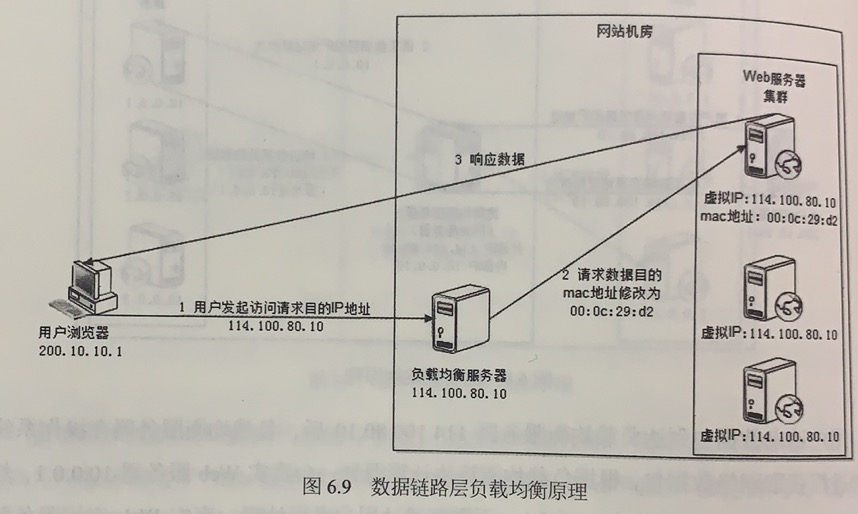 网站机房
Web服务器
集群
3 响应数据
虚拟IP:114.100.80.10
mac地址: 00:0c:29:d2
2 请求数据目的
mac地址修改为
00:0c:29:d2
1 用户发起访问请求目的IP地址
114.100.80.10
用户浏览器
200.10.10.1
负载均衡服务器
114.100.80.10
虚拟IP:114.100.80.10
虚拟IP:114.100.80.10
图 6.9 数据链路层负载均衡原理